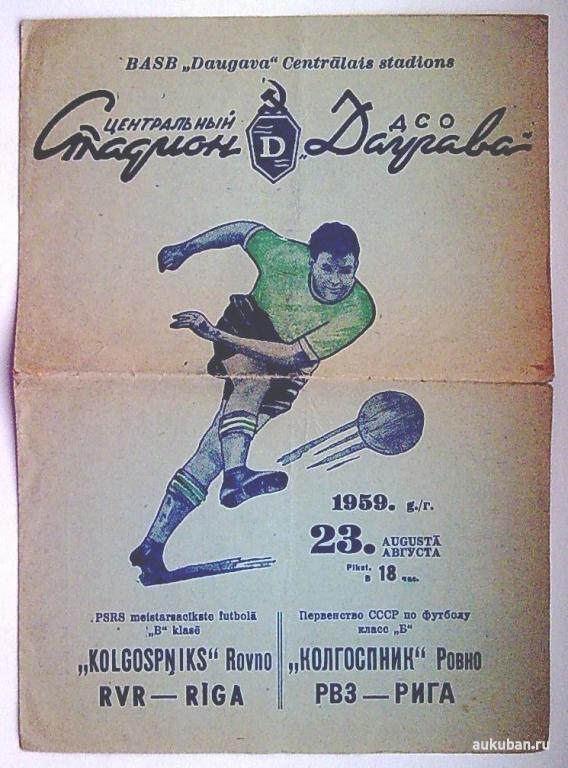 BASB „Daugava“ Centrālais stadions
ЦЕНТРАЛЬНЫЙ
Стадион D „Даугава“
ДСО
1959. g./г.
23. AUGUSTĀ
АВГУСТА
Plkst.
в 18 час.
PSRS meistarsacīkste futbolā
„B“ klasē
„KOLGOSPŅIKS“ Rovno
RVR—RĪGA
Первенство СССР по футболу
класс „Б“
„КОЛГОСПНИК“ Ровно
РВЗ—РИГА
aukuban.ru